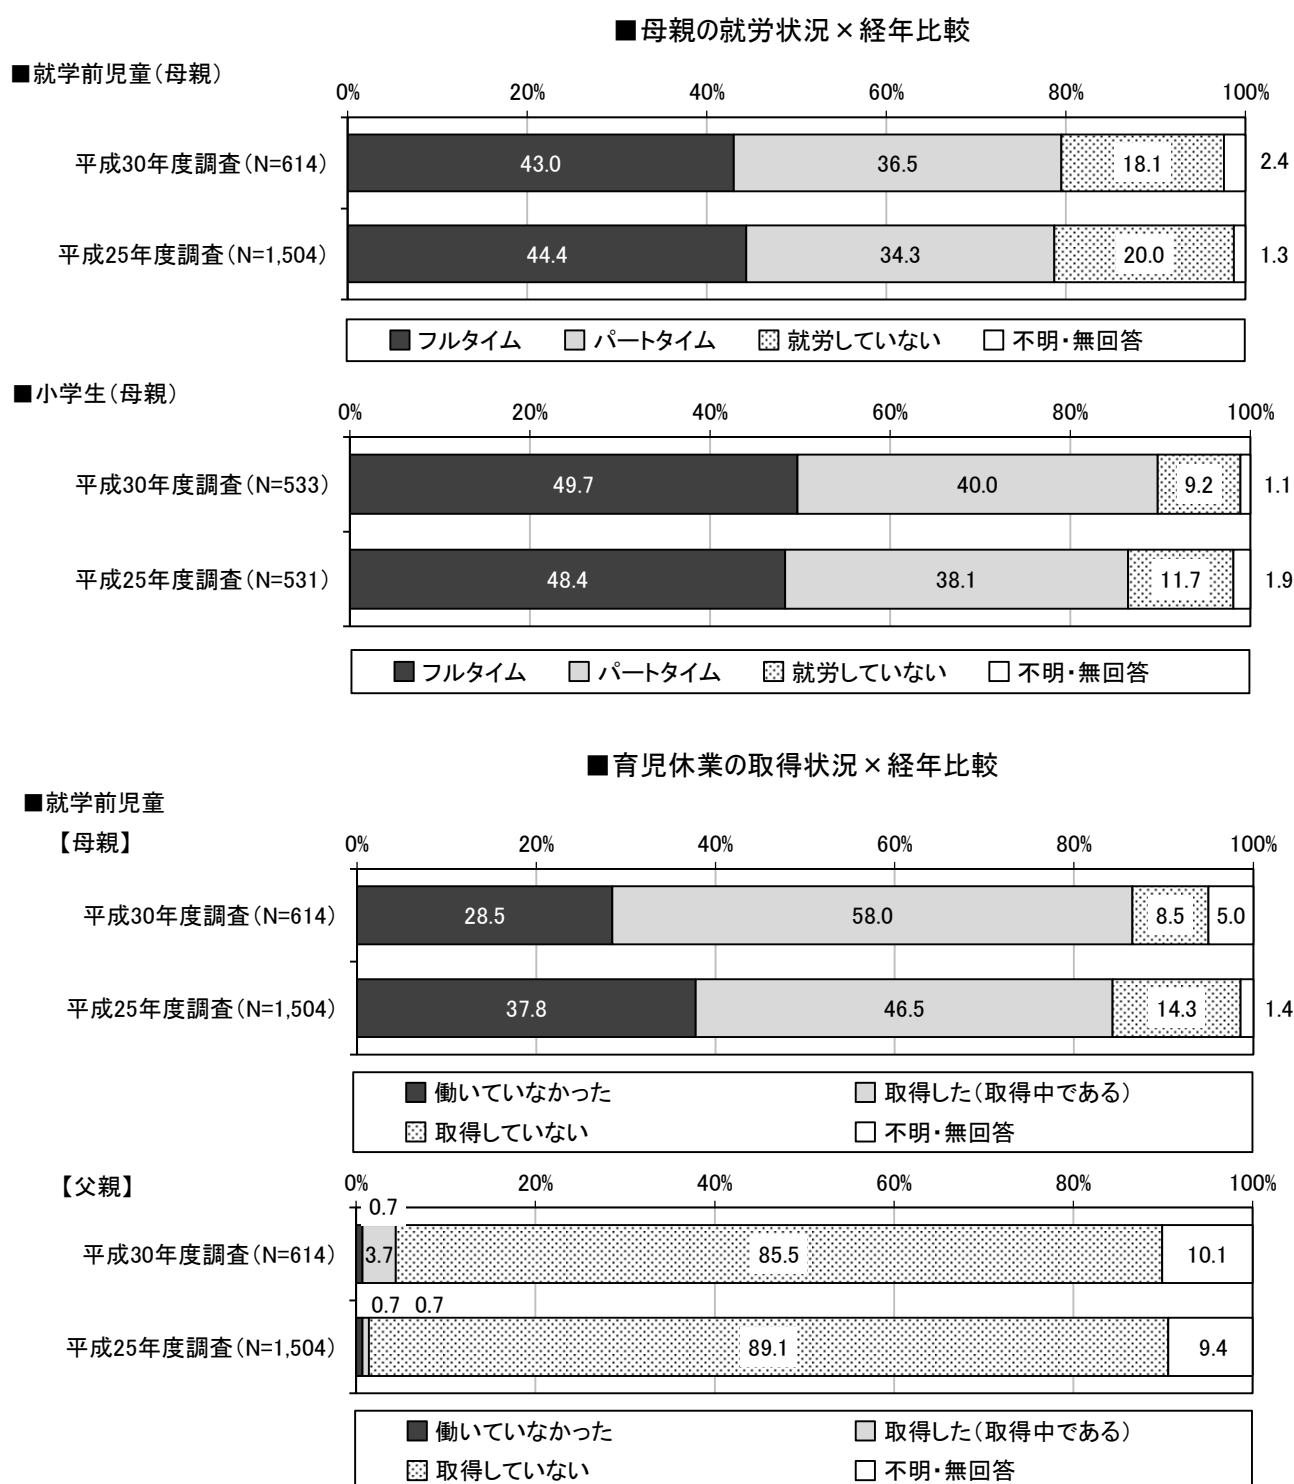 ■母親の就労状況×経年比較
■就学前児童(母親)
0% 20% 40% 60% 80% 100%
平成30年度調査(N=614) 43.0 36.5 18.1 2.4
平成25年度調査(N=1,504) 44.4 34.3 20.0 1.3
フルタイム パートタイム 就労していない 不明・無回答
■小学生(母親)
0% 20% 40% 60% 80% 100%
平成30年度調査(N=533) 49.7 40.0 9.2 1.1
平成25年度調査(N=531) 48.4 38.1 11.7 1.9
フルタイム パートタイム 就労していない 不明・無回答
■育児休業の取得状況×経年比較
■就学前児童
【母親】 0% 20% 40% 60% 80% 100%
平成30年度調査(N=614) 28.5 58.0 8.5 5.0
平成25年度調査(N=1,504) 37.8 46.5 14.3 1.4
働いていなかった 取得した(取得中である)
取得していない 不明・無回答
【父親】 0% 20% 40% 60% 80% 100%
0.7
平成30年度調査(N=614) 3.7 85.5 10.1
0.7 0.7
平成25年度調査(N=1,504) 89.1 9.4
働いていなかった 取得した(取得中である)
取得していない 不明・無回答